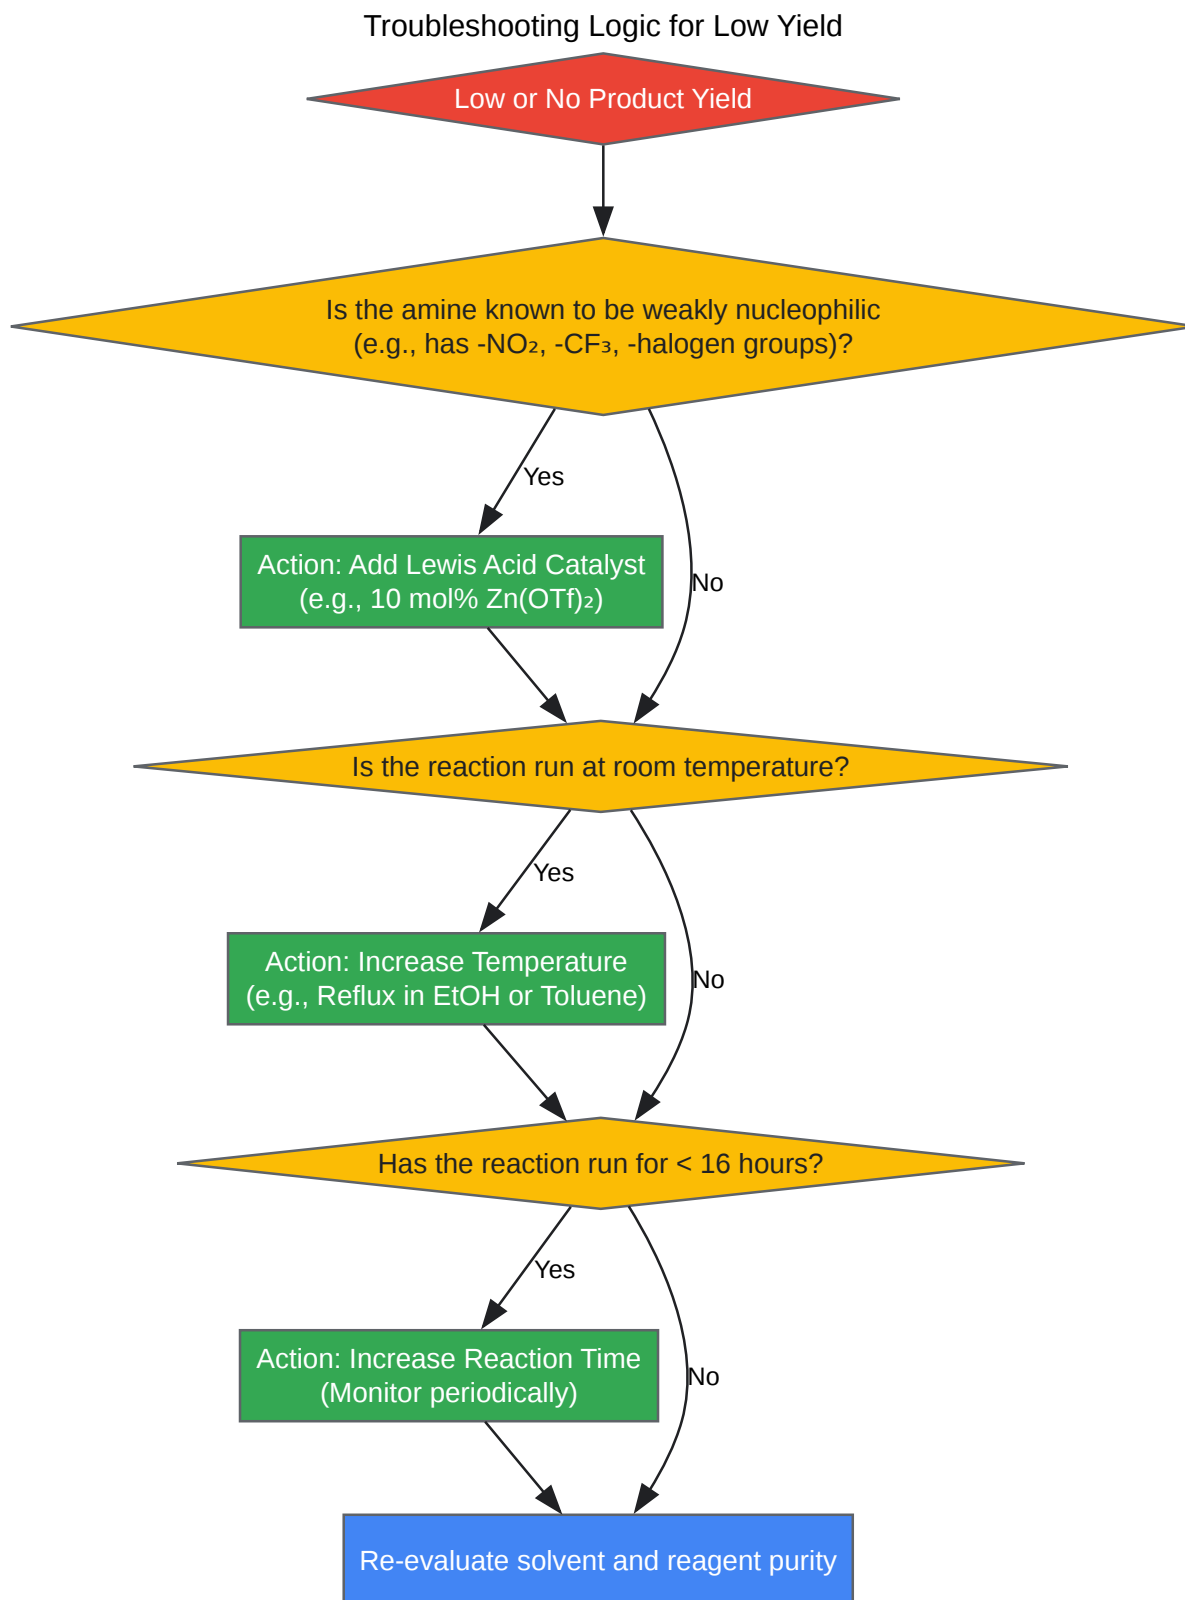 Troubleshooting Logic for Low Yield
Low or No Product Yield
Is the amine known to be weakly nucleophilic
(e.g., has -NO₂, -CF₃, -halogen groups)?
Yes
Action: Add Lewis Acid Catalyst
(e.g., 10 mol% Zn(OTf)₂)
No
Is the reaction run at room temperature?
Yes
Action: Increase Temperature
(e.g., Reflux in EtOH or Toluene)
No
Has the reaction run for < 16 hours?
Yes
Action: Increase Reaction Time
(Monitor periodically)
No
Re-evaluate solvent and reagent purity